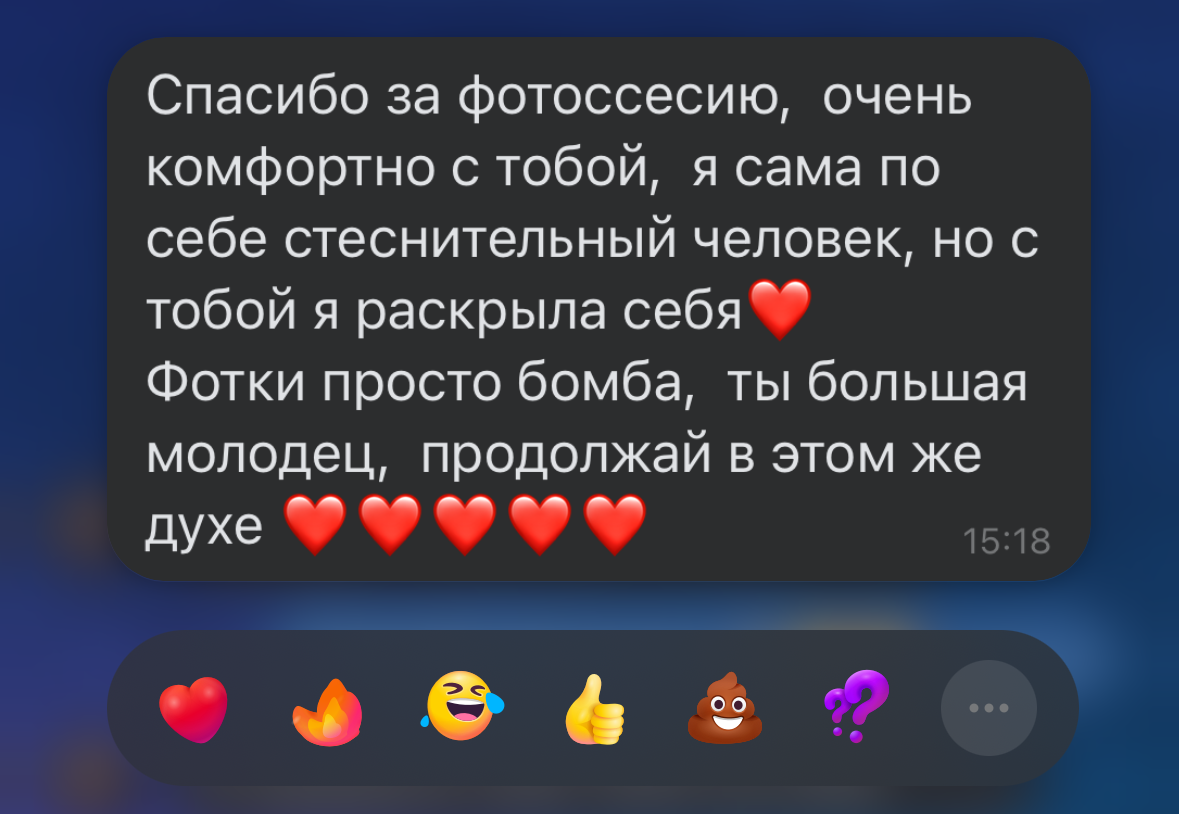 Спасибо за фотоссесию,  очень
комфортно с тобой,  я сама по
себе стеснительный человек, но с
тобой я раскрыла себя❤️
Фотки просто бомба,  ты большая
молодец,  продолжай в этом же
духе ❤️❤️❤️❤️❤️
15:18